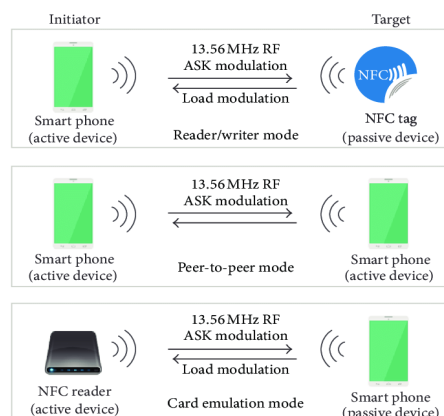 Initiator
Target
13.56 MHz RF
ASK modulation
NFC
Load modulation
Smart phone
(active device)
Reader/writer mode
NFC tag
(passive device)
13.56 MHz RF
ASK modulation
Smart phone
(active device)
Peer-to-peer mode
Smart phone
(active device)
13.56 MHz RF
ASK modulation
Load modulation
NFC reader
(active device)
Card emulation mode
Smart phone
(passive device)